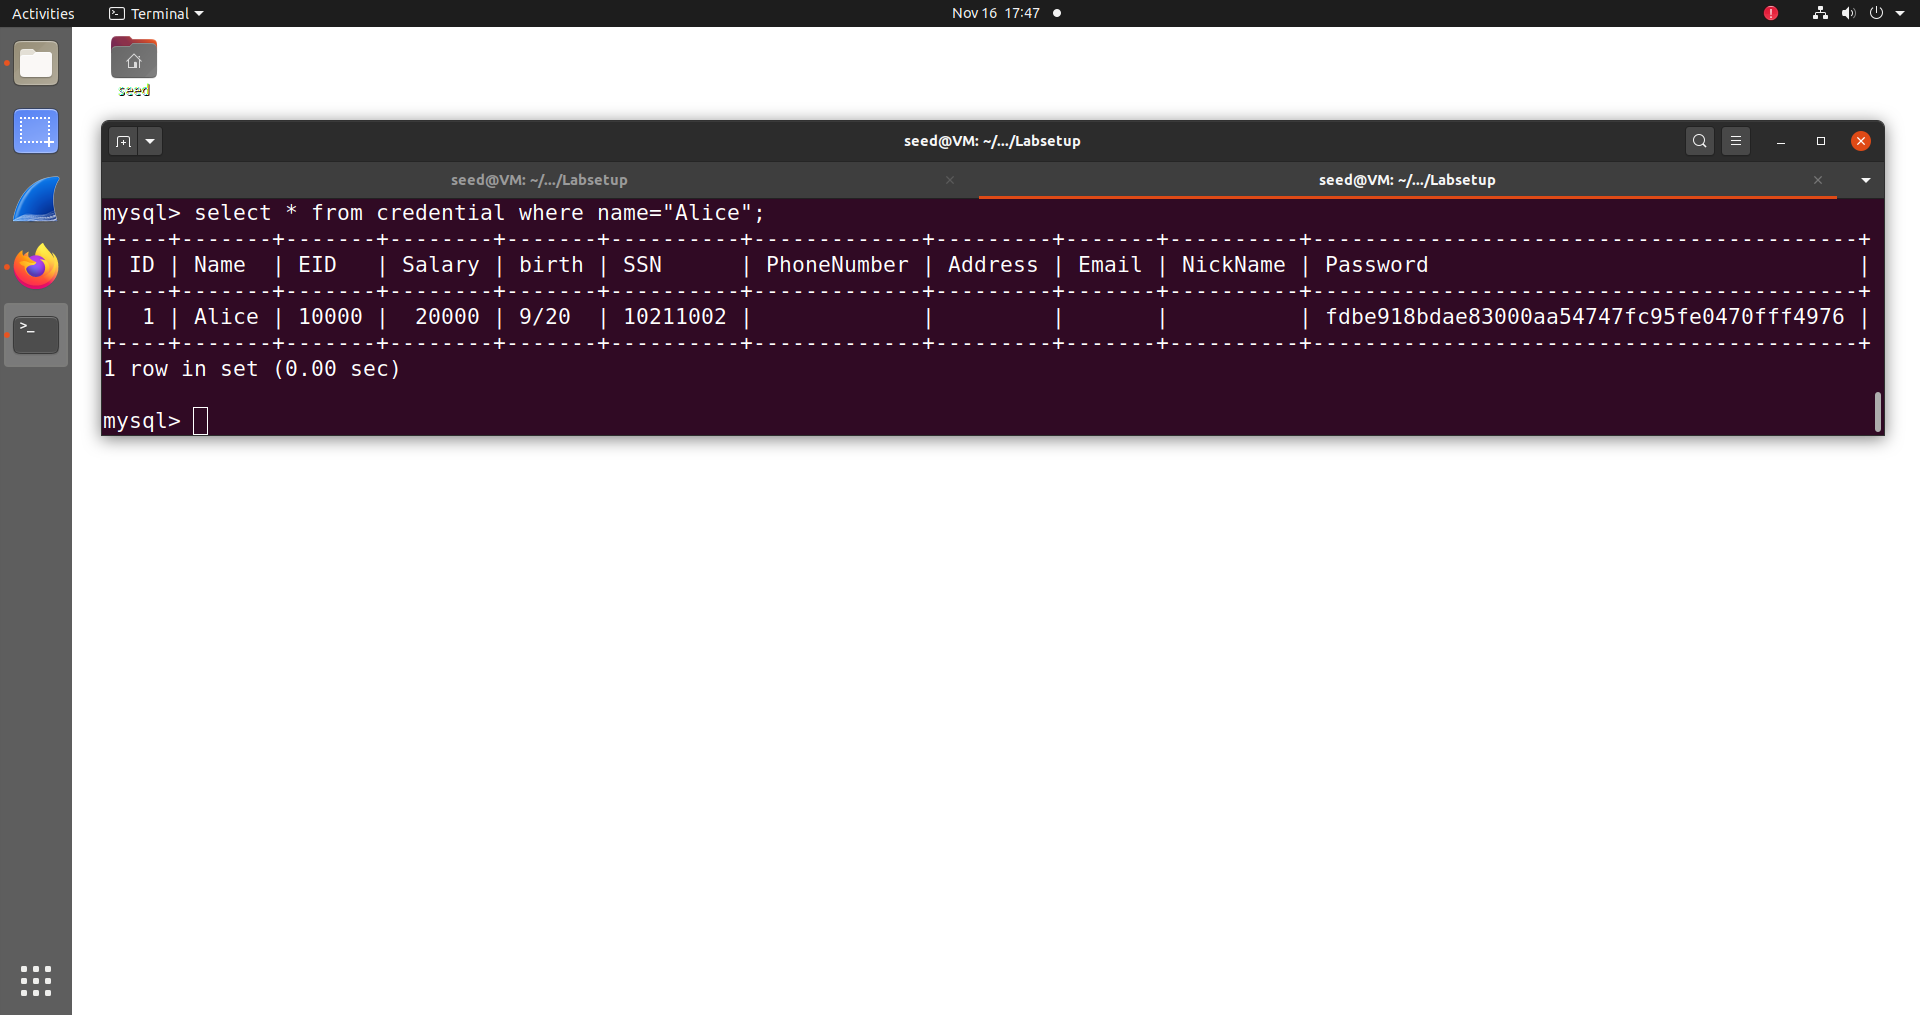 Activities Terminal Nov 16 17:47
seed
seed@VM: ~/.../Labsetup
seed@VM: ~/.../Labsetup seed@VM: ~/.../Labsetup
mysql> select * from credential where name="Alice";
+----+-------+-------+--------+-------+----------+-------------+---------+-------+----------+------------------------------------------+
| ID | Name  | EID   | Salary | birth | SSN      | PhoneNumber | Address | Email | NickName | Password                                 |
+----+-------+-------+--------+-------+----------+-------------+---------+-------+----------+------------------------------------------+
|  1 | Alice | 10000 |  20000 | 9/20  | 10211002 |             |         |       |          | fdbe918bdae83000aa54747fc95fe0470fff4976 |
+----+-------+-------+--------+-------+----------+-------------+---------+-------+----------+------------------------------------------+
1 row in set (0.00 sec)
mysql>